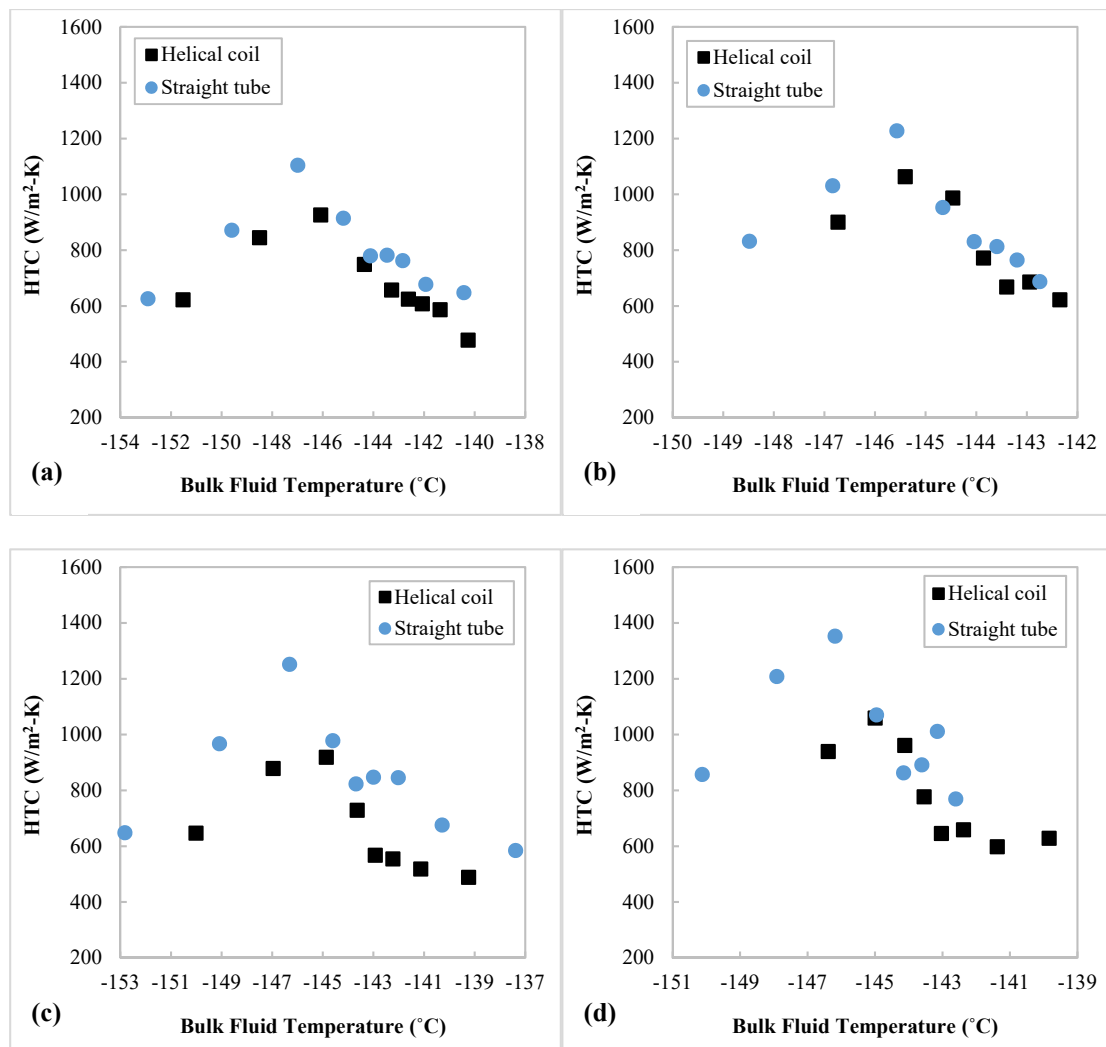 1600
1400
1200
1000
800
600
400
200
HTC (W/m²-K)
Helical coil
Straight tube
-154 -152 -150 -148 -146 -144 -142 -140 -138
(a)
Bulk Fluid Temperature (˚C)
1600
1400
1200
1000
800
600
400
200
HTC (W/m²-K)
Helical coil
Straight tube
-150 -149 -148 -147 -146 -145 -144 -143 -142
(b)
Bulk Fluid Temperature (˚C)
1600
1400
1200
1000
800
600
400
200
HTC (W/m²-K)
Helical coil
Straight tube
-153 -151 -149 -147 -145 -143 -141 -139 -137
(c)
Bulk Fluid Temperature (˚C)
1600
1400
1200
1000
800
600
400
200
HTC (W/m²-K)
Helical coil
Straight tube
-151 -149 -147 -145 -143 -141 -139
(d)
Bulk Fluid Temperature (˚C)